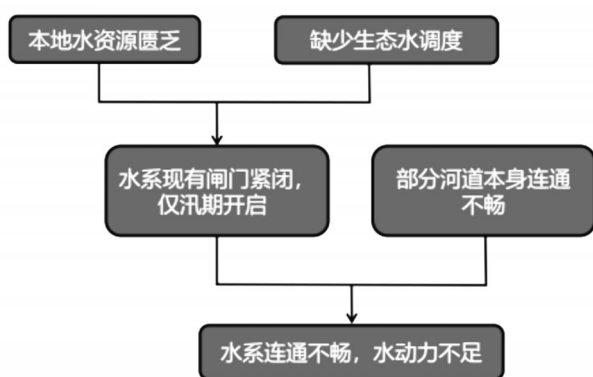 本地水资源匮乏
缺少生态水调度
水系现有闸门紧闭，
仅汛期开启
部分河道本身连通
不畅
水系连通不畅，水动力不足